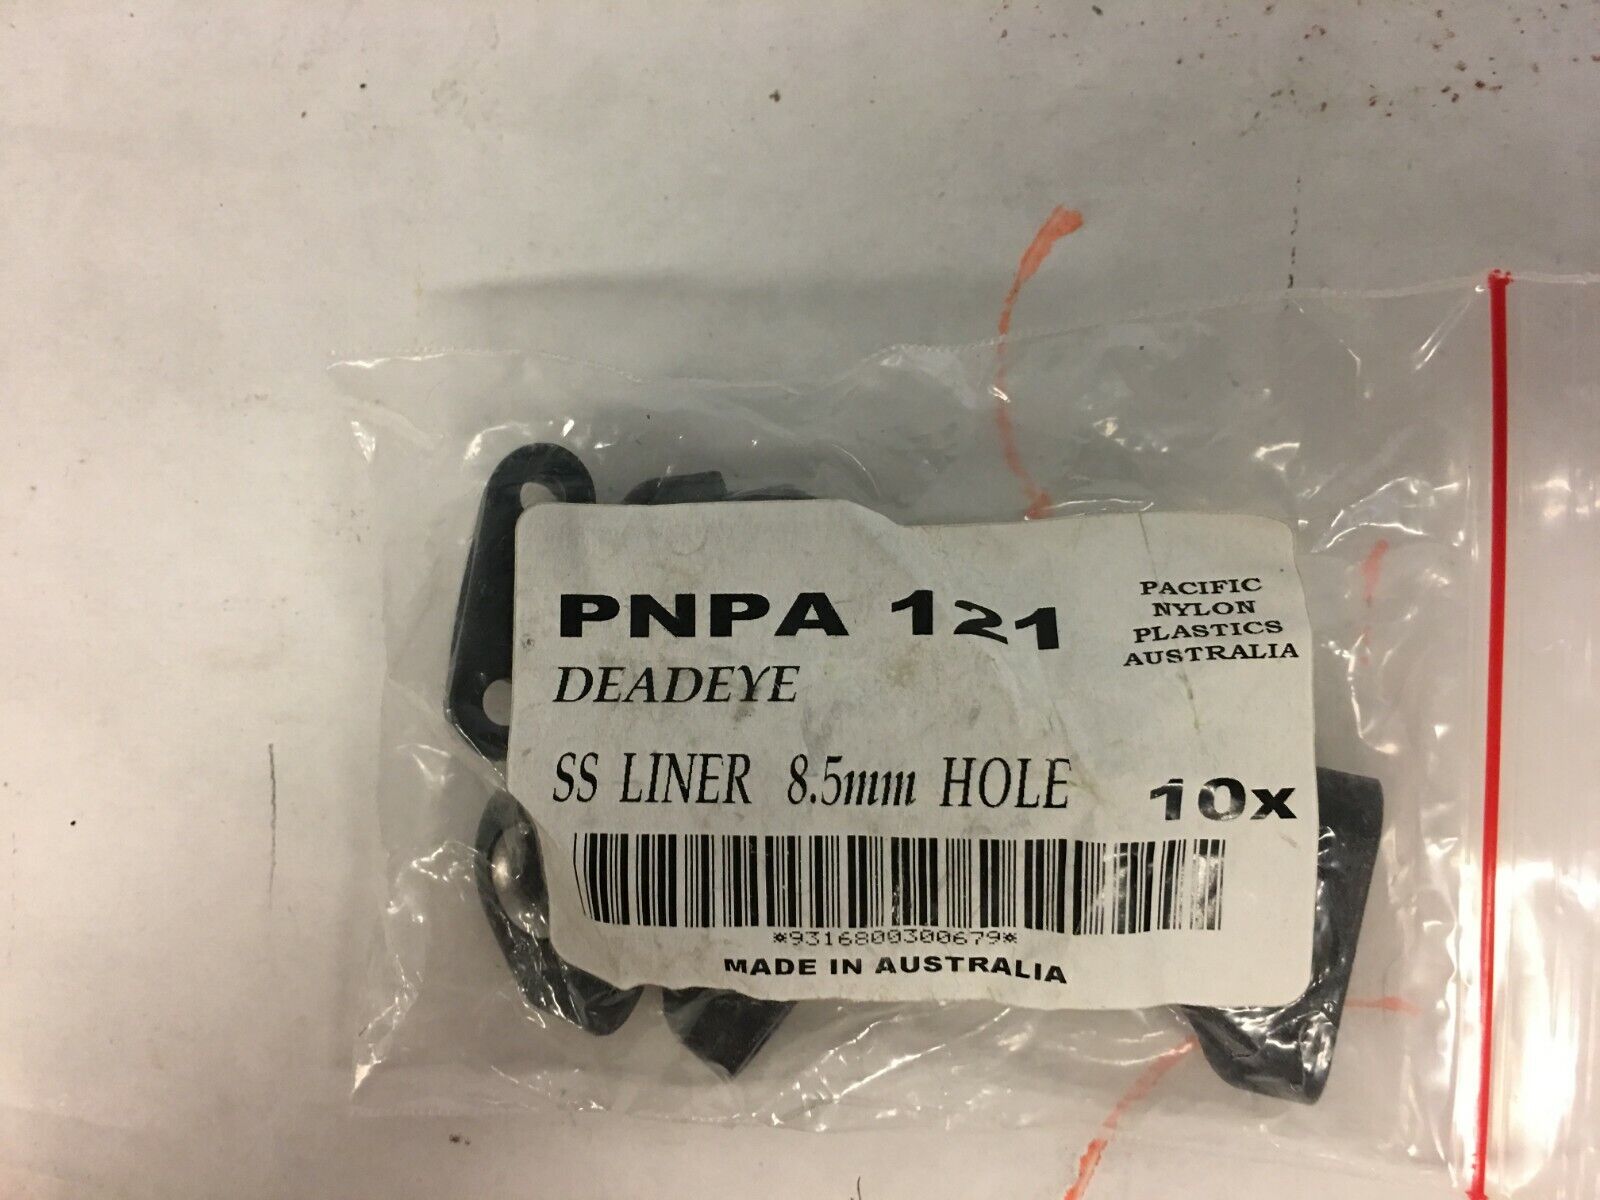 PNPA 121
PACIFIC
NYLON
PLASTICS
AUSTRALIA
DEADEYE
SS LINER 8.5mm HOLE
10x
*9316800300679*
MADE IN AUSTRALIA